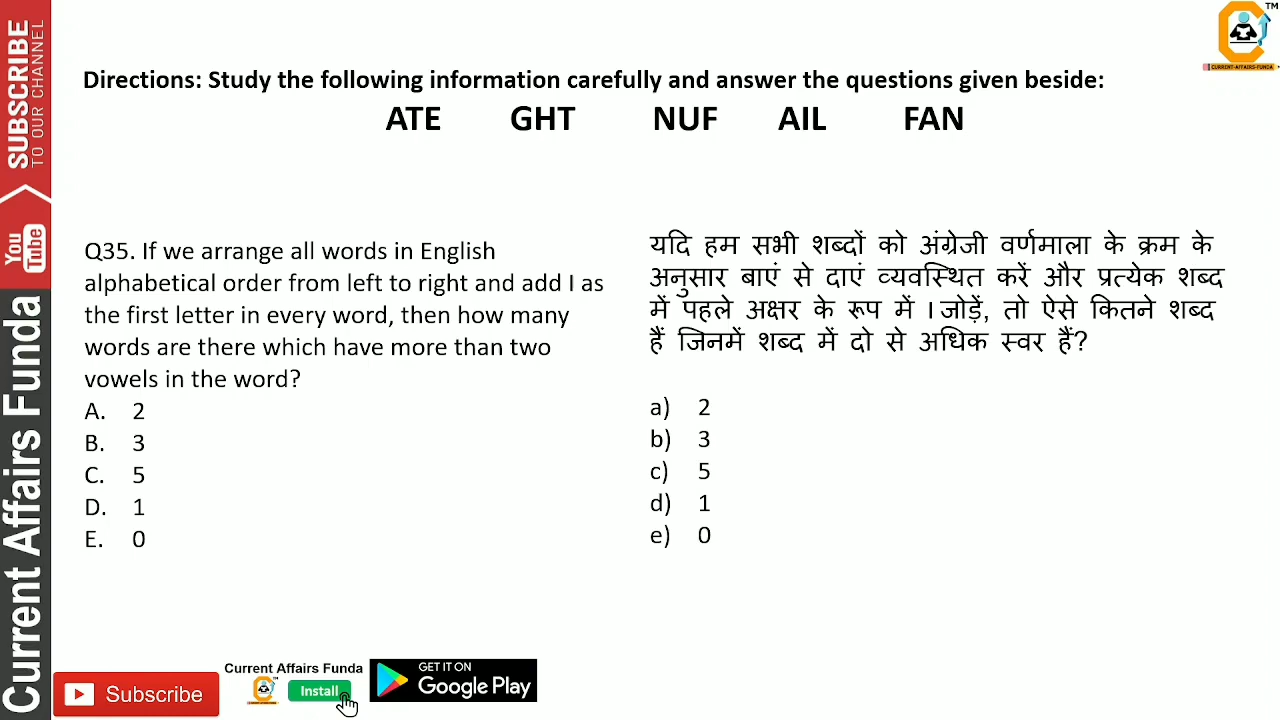 TM
CURRENT-AFFAIRS-FUNDA
SUBSCRIBE
TO OUR CHANNEL
You
Tube
Current Affairs Funda
Directions: Study the following information carefully and answer the questions given beside:
ATE GHT NUF AIL FAN
Q35. If we arrange all words in English
alphabetical order from left to right and add I as
the first letter in every word, then how many
words are there which have more than two
vowels in the word?
A. 2
B. 3
C. 5
D. 1
E. 0
यदि हम सभी शब्दों को अंग्रेजी वर्णमाला के क्रम के
अनुसार बाएं से दाएं व्यवस्थित करें और प्रत्येक शब्द
में पहले अक्षर के रूप में I जोड़ें, तो ऐसे कितने शब्द
हैं जिनमें शब्द में दो से अधिक स्वर हैं?
a) 2
b) 3
c) 5
d) 1
e) 0
Subscribe
Current Affairs Funda
Install
GET IT ON
Google Play